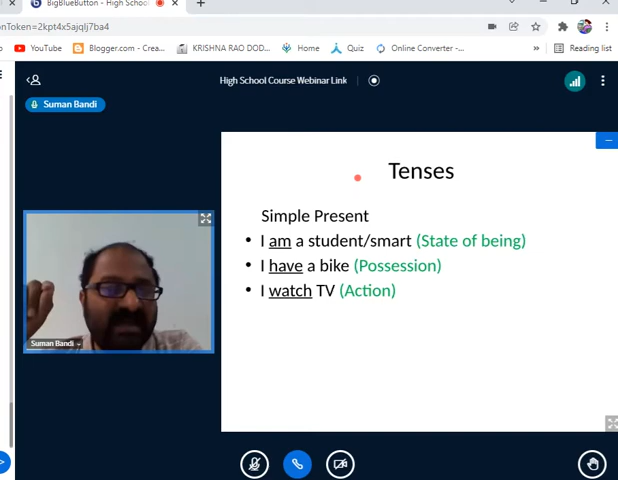 BigBlueButton - High School
onToken=2kpt4x5ajqlj7ba4
YouTube
Blogger.com - Crea...
KRISHNA RAO DOD...
Home
Quiz
Online Converter -...
»
Reading list
High School Course Webinar Link
Suman Bandi
Tenses
Simple Present
• I am a student/smart (State of being)
• I have a bike (Possession)
• I watch TV (Action)
Suman Bandi